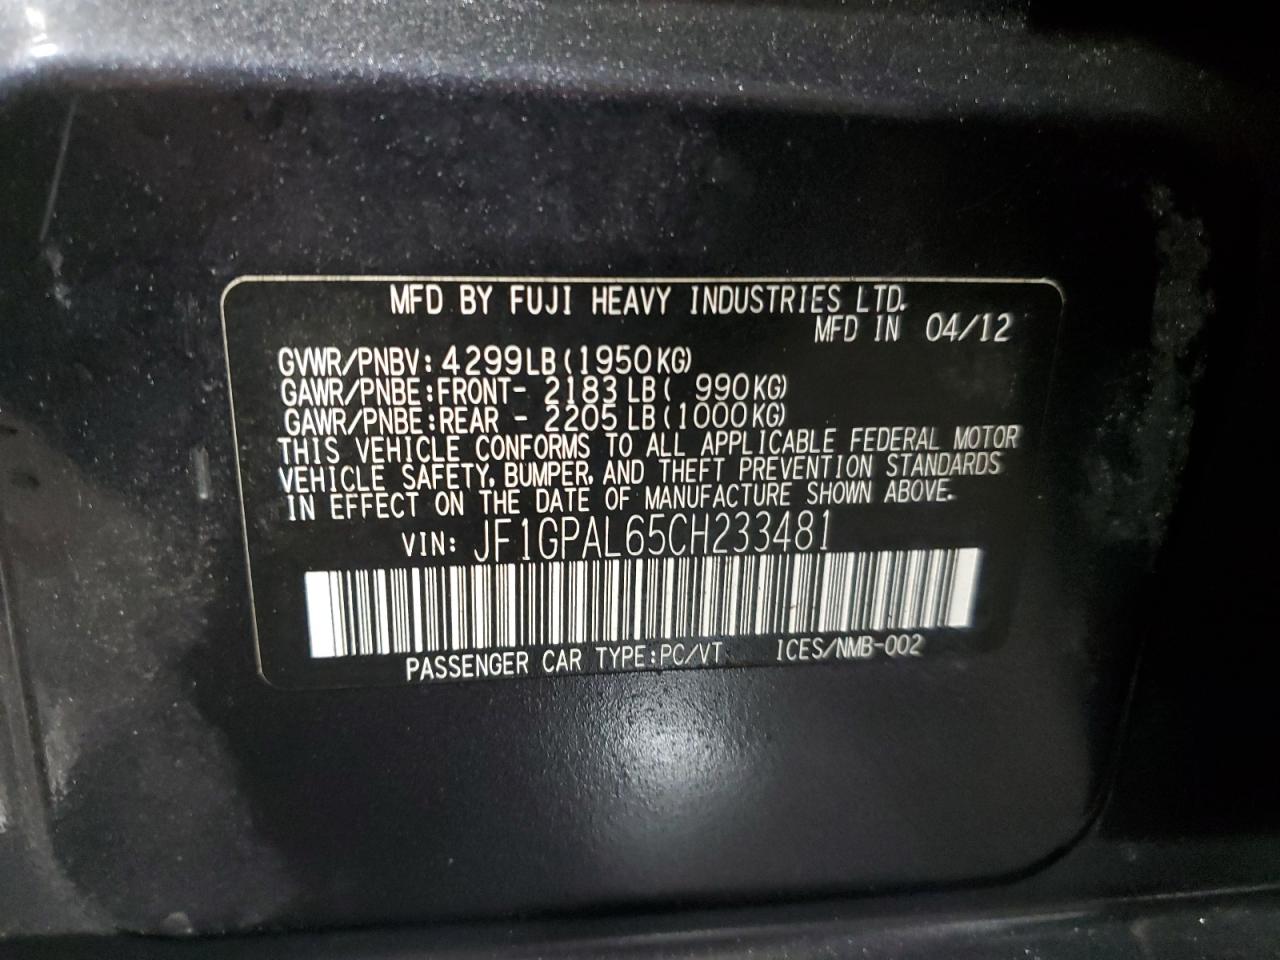 MFD BY FUJI HEAVY INDUSTRIES LTD.
MFD IN 04/12
GVWR/PNBV: 4299LB (1950KG)
GAWR/PNBE:FRONT- 2183 LB ( 990KG)
GAWR/PNBE:REAR - 2205 LB (1000KG)
THIS VEHICLE CONFORMS TO ALL APPLICABLE FEDERAL MOTOR
VEHICLE SAFETY, BUMPER, AND THEFT PREVENTION STANDARDS
IN EFFECT ON THE DATE OF MANUFACTURE SHOWN ABOVE.
VIN: JF1GPAL65CH233481
PASSENGER CAR TYPE:PC/VT ICES/NMB-002